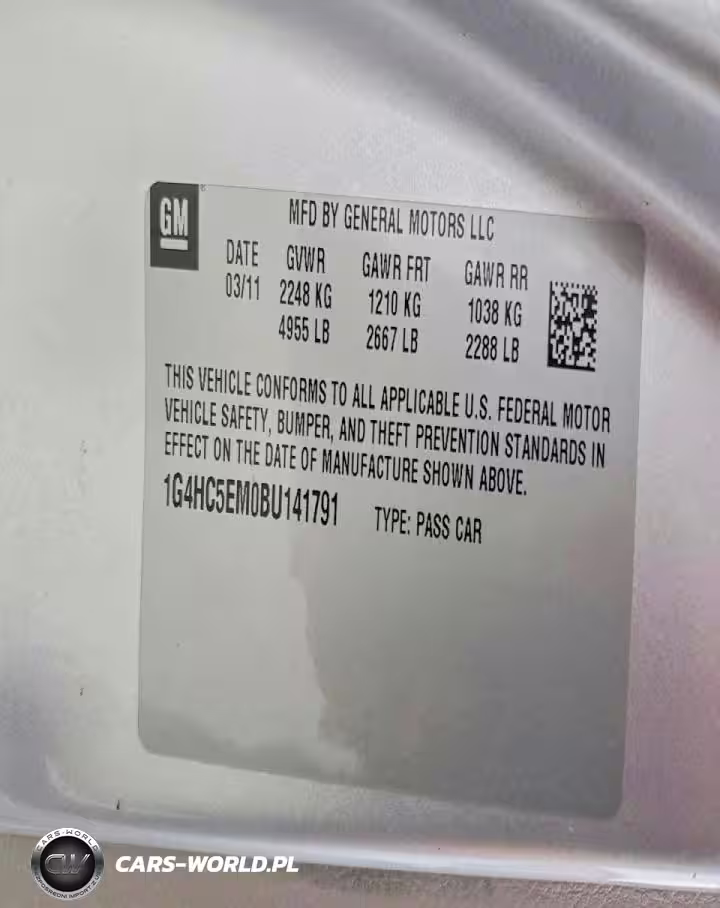 GM
MFD BY GENERAL MOTORS LLC
DATE GVWR GAWR FRT GAWR RR
03/11 2248 KG 1210 KG 1038 KG
4955 LB 2667 LB 2288 LB
THIS VEHICLE CONFORMS TO ALL APPLICABLE U.S. FEDERAL MOTOR
VEHICLE SAFETY, BUMPER, AND THEFT PREVENTION STANDARDS IN
EFFECT ON THE DATE OF MANUFACTURE SHOWN ABOVE.
1G4HC5EM0BU141791 TYPE: PASS CAR
CARS-WORLD
CW
CARS-WORLD.PL